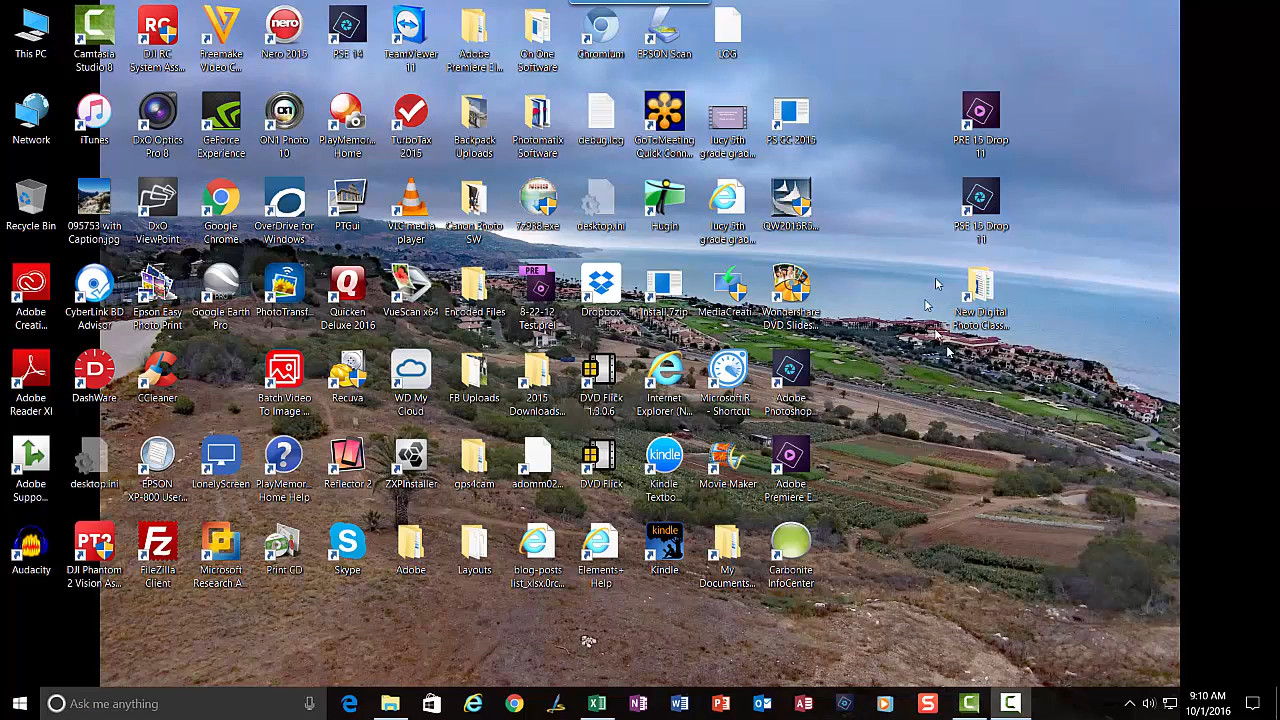 This PC
Camtasia Studio 8
DJI RC System Ass...
Freemake Video C...
Nero 2015
PSE 14
TeamViewer 11
Adobe Premiere El...
On One Software
Chromium
EPSON Scan
LOG
Network
iTunes
DxO Optics Pro 8
GeForce Experience
ON1 Photo 10
PlayMemor... Home
TurboTax 2015
Backpack Uploads
Photomatix Software
debug.log
GoToMeeting Quick Conn...
lucy 5th grade grad...
PS CC 2015
PRE 15 Drop 11
Recycle Bin
095753 with Caption.jpg
DxO ViewPoint
Google Chrome
OverDrive for Windows
PTGui
VLC media player
Canon Photo SW
72938.exe
desktop.ini
Hugin
lucy 5th grade grad...
QW2016R5...
PSE 15 Drop 11
Adobe Creati...
CyberLink BD Advisor
Epson Easy Photo Print
Google Earth Pro
PhotoTransf...
Quicken Deluxe 2016
VueScan x64
Encoded Files
8-22-12 Test.prel
Dropbox
Install.7zip
MediaCreati...
Wondershare DVD Slides...
New Digital Photo Class...
Adobe Reader XI
DashWare
CCleaner
Batch Video To Image ...
Recuva
WD My Cloud
FB Uploads
2015 Downloads...
DVD Flick 1.3.0.6
Internet Explorer (N...
Microsoft.R... - Shortcut
Adobe Photoshop...
Adobe Suppo...
desktop.ini
EPSON XP-800 User...
LonelyScreen
PlayMemor... Home Help
Reflector 2
ZXPInstaller
gps4cam
adomm02...
DVD Flick
Kindle Textbo...
Movie Maker
Adobe Premiere E...
Audacity
DJI Phantom 2 Vision As...
FileZilla Client
Microsoft Research A...
Print CD
Skype
Adobe
Layouts
blog-posts list_xlsx.0rc...
Elements+ Help
Kindle
My Documents...
Carbonite InfoCenter
Ask me anything
9:10 AM
10/1/2016